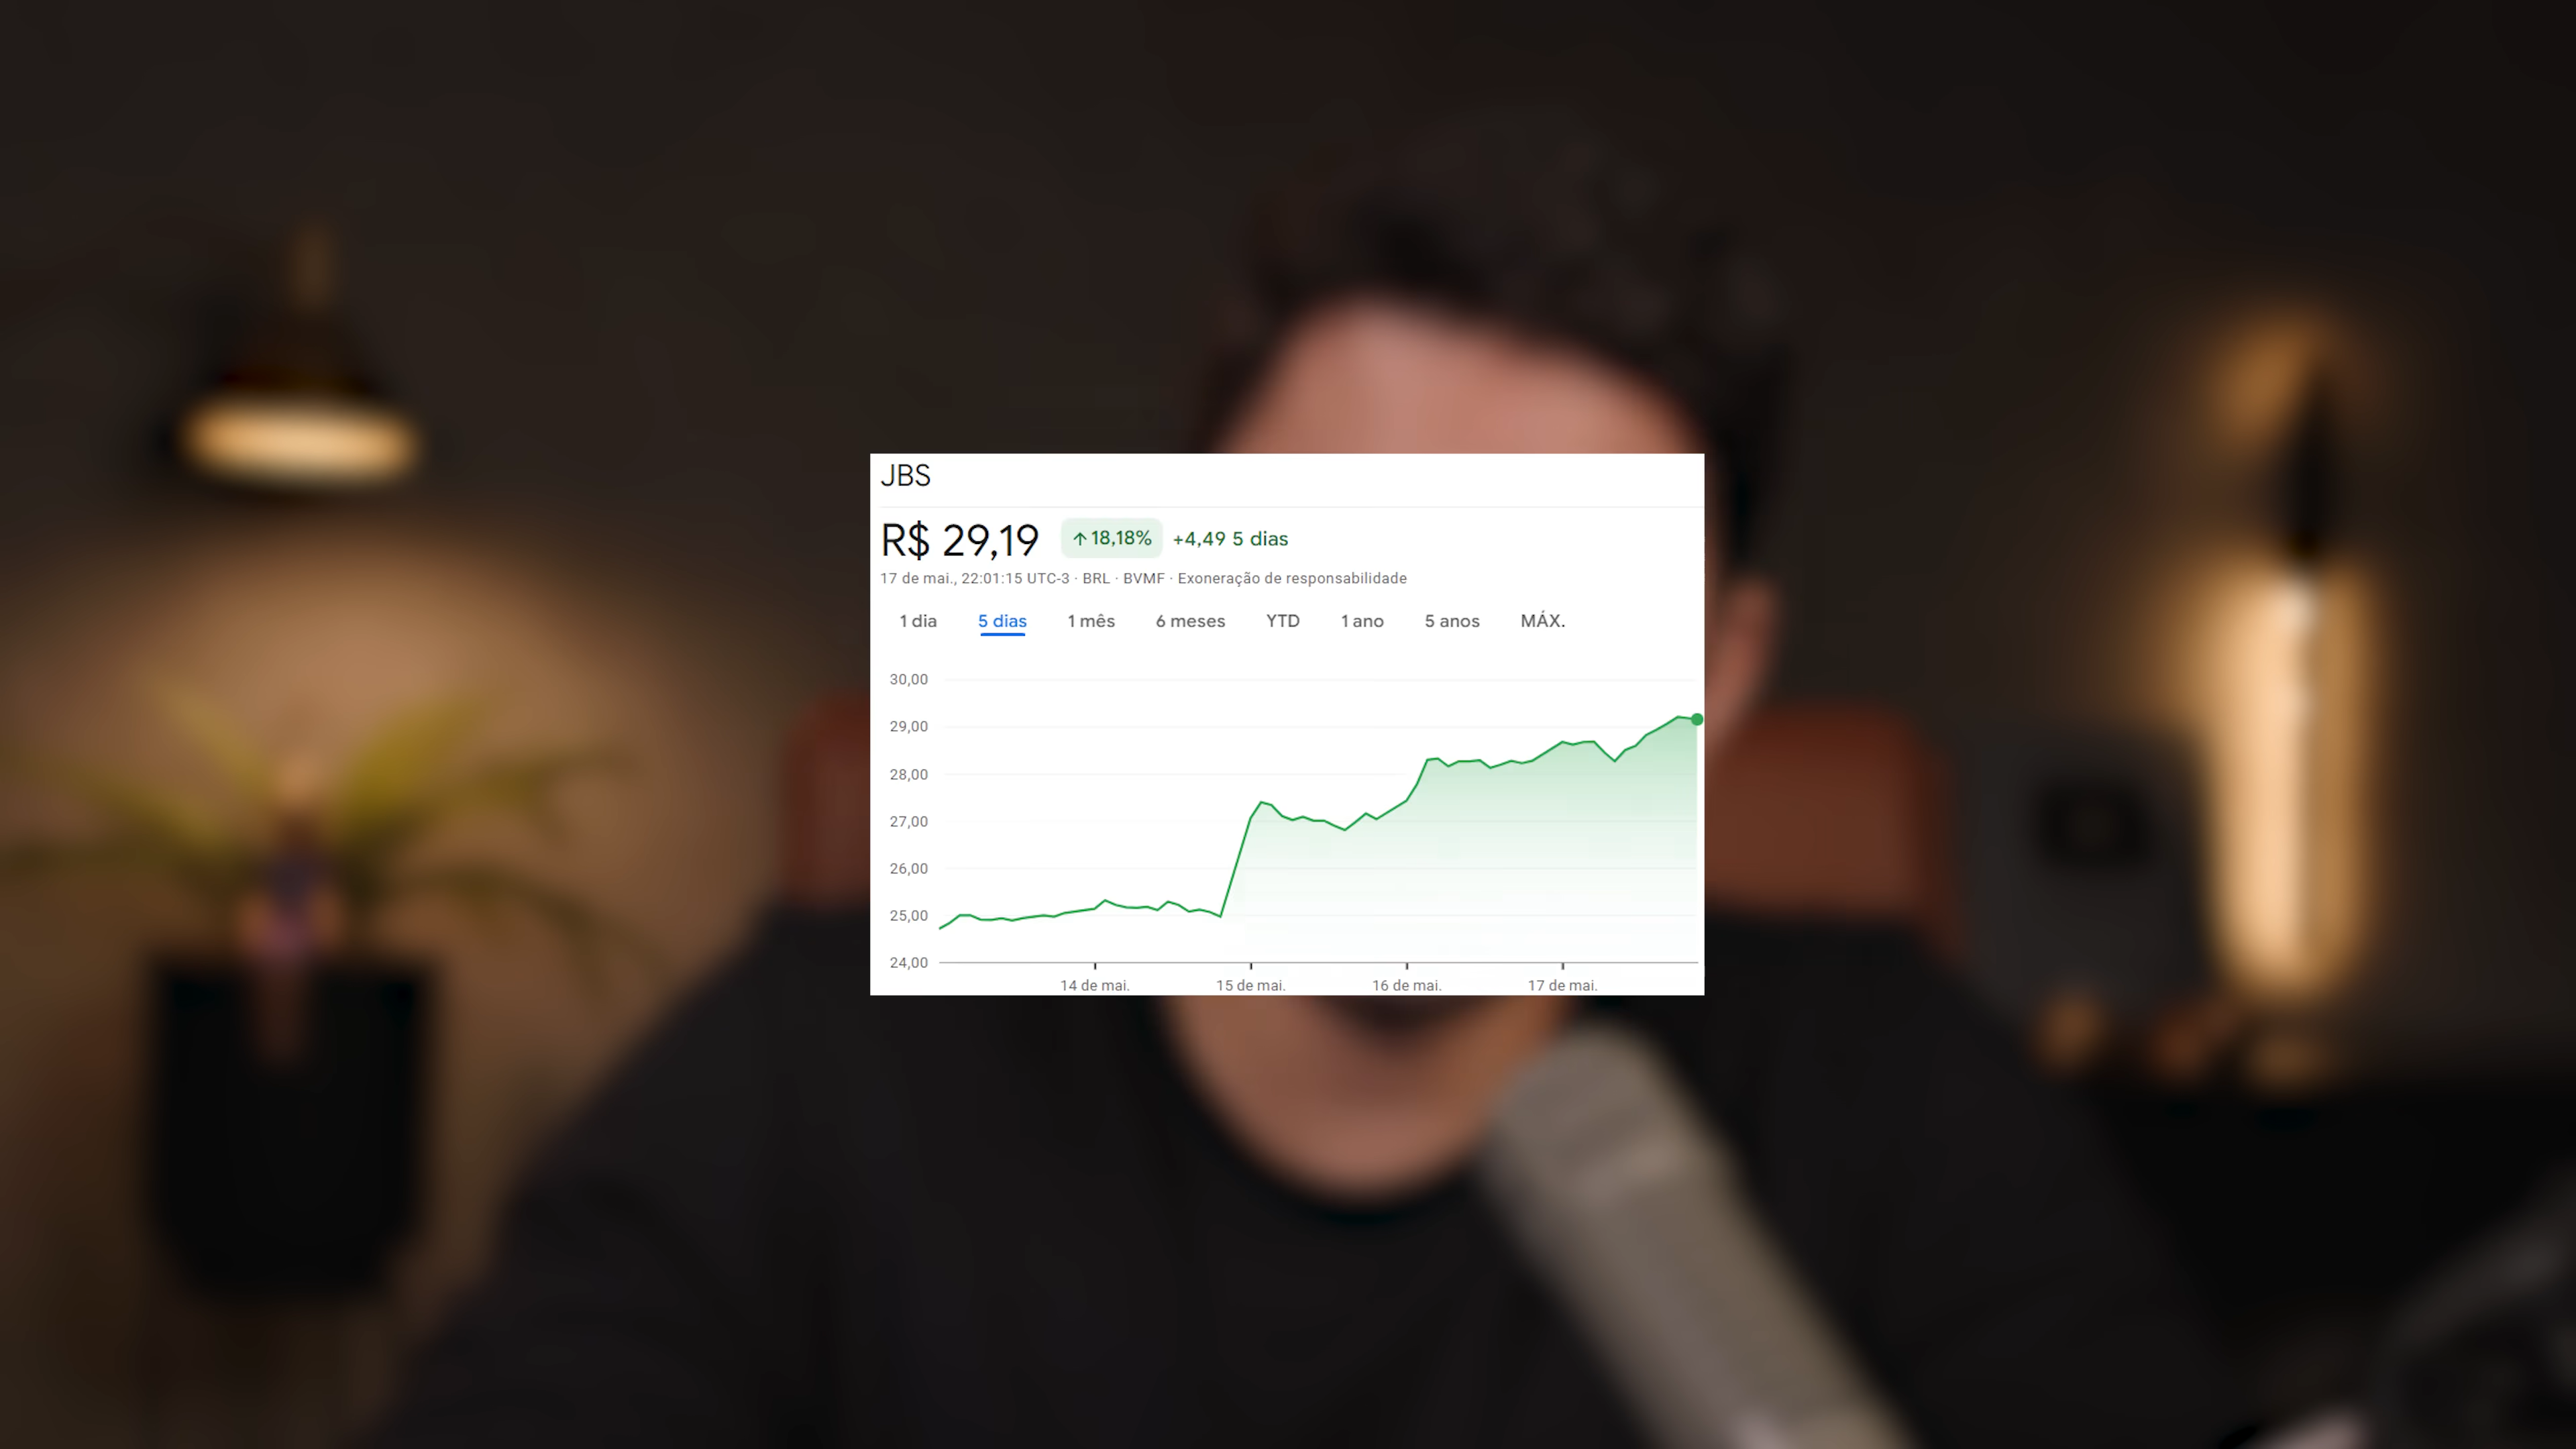 JBS
R$ 29,19 ↑18,18% +4,49 5 dias
17 de mai., 22:01:15 UTC-3 · BRL · BVMF · Exoneração de responsabilidade
1 dia 5 dias 1 mês 6 meses YTD 1 ano 5 anos MÁX.
30,00
29,00
28,00
27,00
26,00
25,00
24,00
14 de mai. 15 de mai. 16 de mai. 17 de mai.